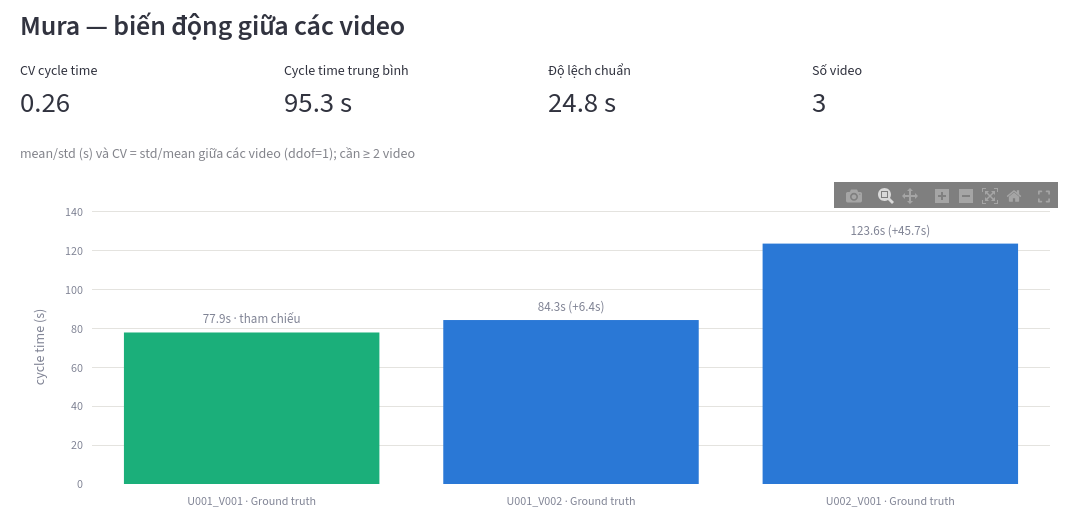 Mura — biến động giữa các video
CV cycle time
Cycle time trung bình
Độ lệch chuẩn
Số video
0.26
95.3 s
24.8 s
3
mean/std (s) và CV = std/mean giữa các video (ddof=1); cần ≥ 2 video
cycle time (s)
140
120
100
80
60
40
20
0
77.9s · tham chiếu
84.3s (+6.4s)
123.6s (+45.7s)
U001_V001 · Ground truth
U001_V002 · Ground truth
U002_V001 · Ground truth